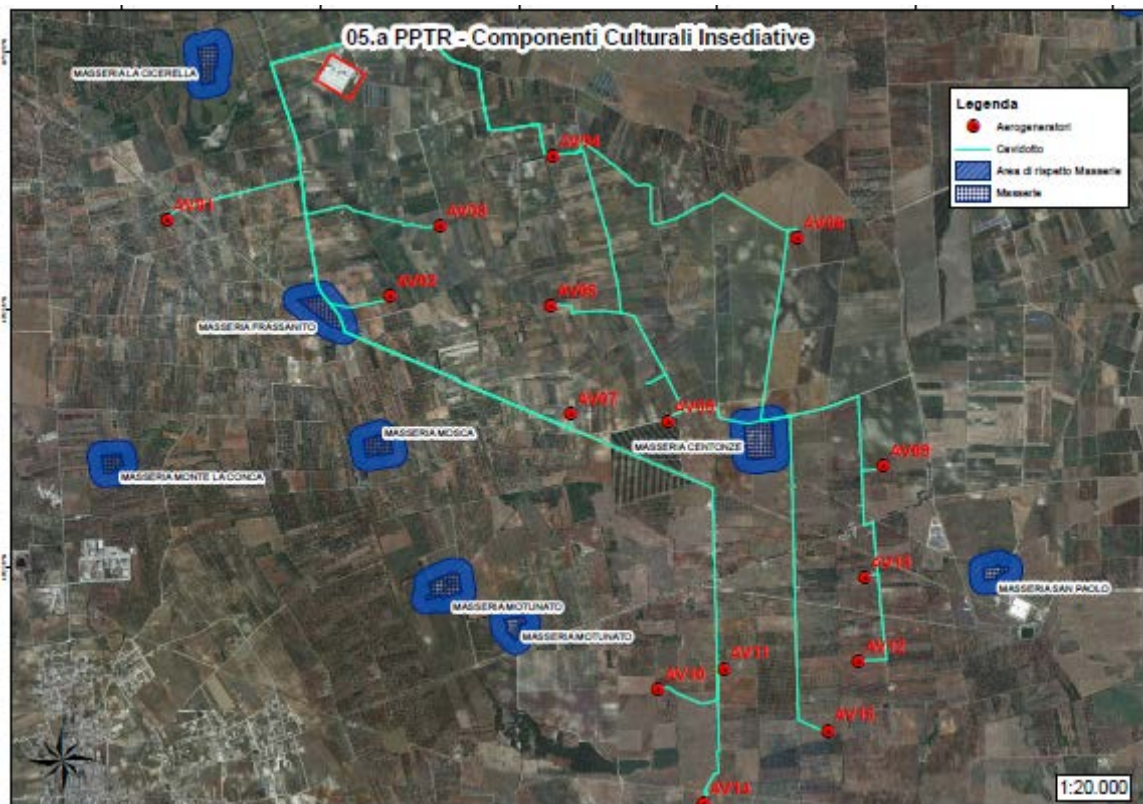 05.a PPTR - Componenti Culturali Insediative
MASSERIA LA CICERELLA
Legenda
Aerogeneratori
Cavidotto
Area di rispetto Masserie
Masserie
AV04
AV01
AV03
AV06
AV02
AV05
MASSERIA FRASSANITO
AV07
MASSERIA MOSCA
MASSERIA CENTONZE
AV09
MASSERIA MONTE LA CONCA
AV13
MASSERIA SAN PAOLO
MASSERIA MOTUNATO
MASSERIA MOTUNATO
AV12
AV11
AV10
AV15
AV14
1:20.000